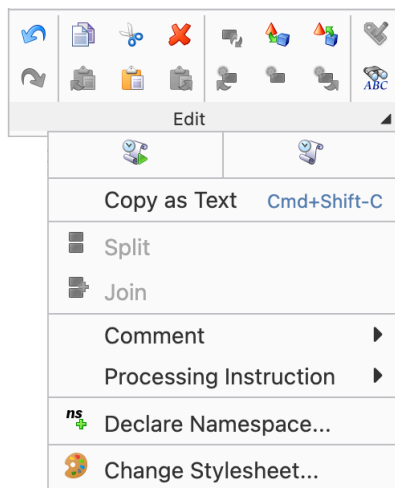 ABC
Edit
Copy as Text Cmd+Shift-C
Split
Join
Comment
Processing Instruction
ns
Declare Namespace...
Change Stylesheet...